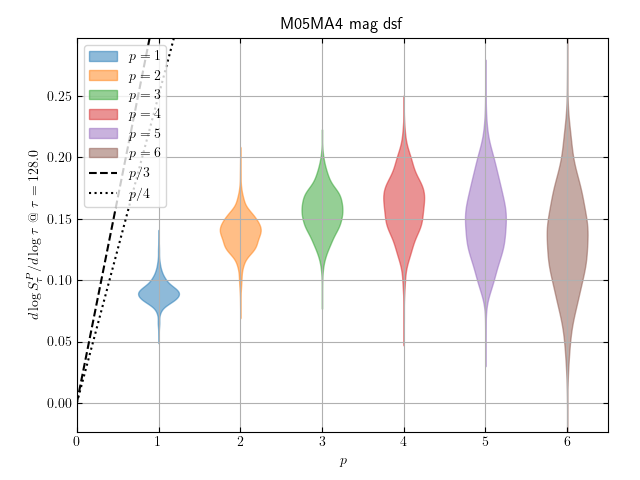 M05MA4 mag dsf
p = 1
p = 2
p = 3
p = 4
p = 5
p = 6
p/3
p/4
d log S_τ^P / d log τ @ τ = 128.0
0.25
0.20
0.15
0.10
0.05
0.00
0 1 2 3 4 5 6
p